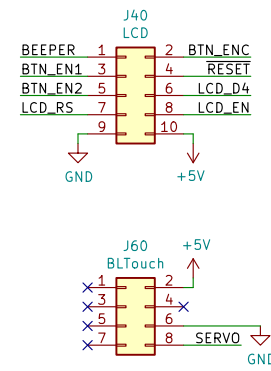 J40
LCD
BEEPER 1 2 BTN_ENC
BTN_EN1 3 4 RESET
BTN_EN2 5 6 LCD_D4
LCD_RS 7 8 LCD_EN
9 10
GND
+5V
J60
BLTouch
+5V
1 2
3 4
5 6
7 8 SERVO
GND